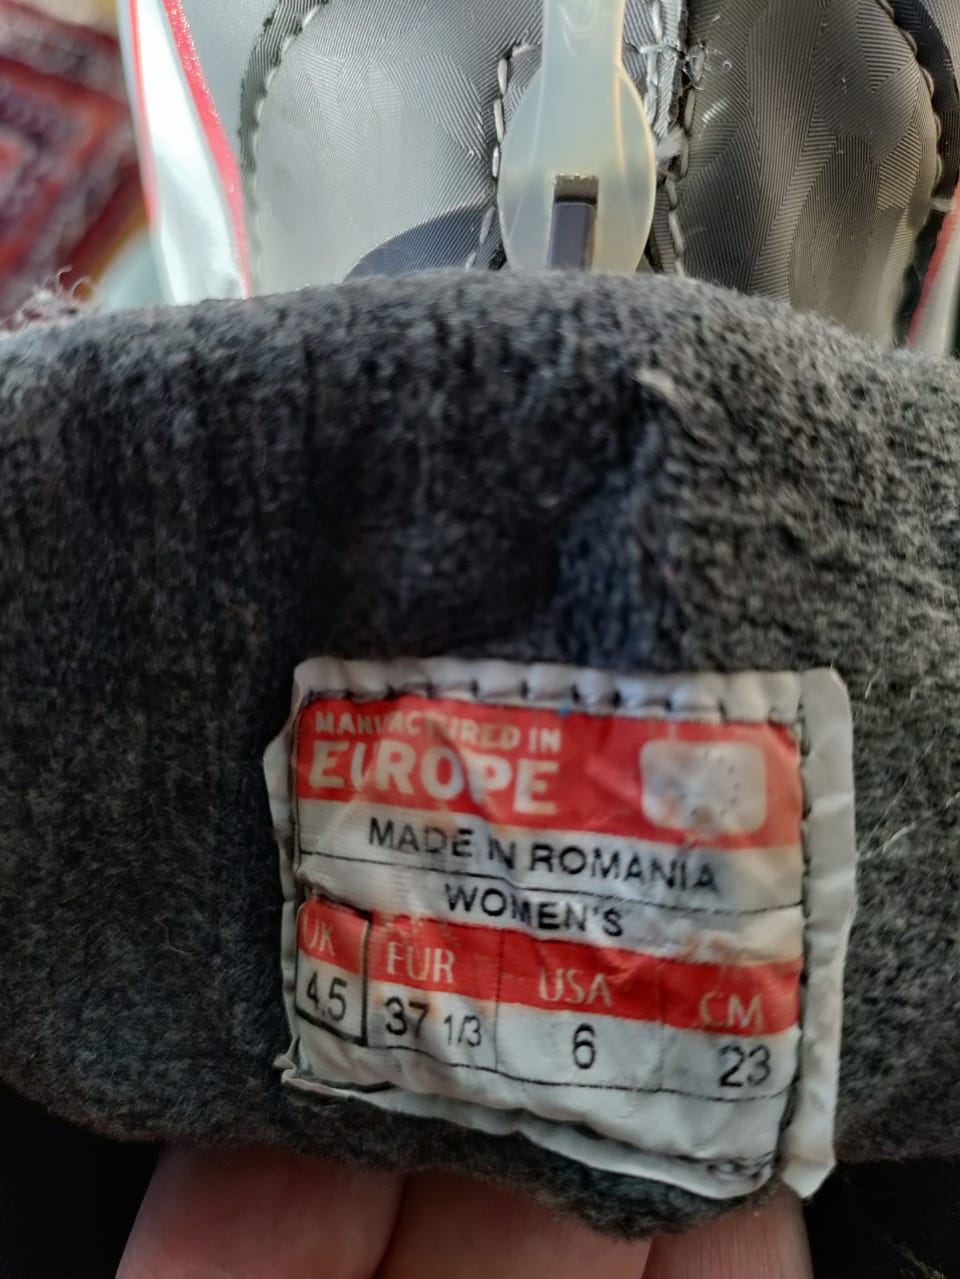 MANUFACTURED IN
EUROPE
MADE IN ROMANIA
WOMEN'S
UK EUR USA CM
4.5 37 1/3 6 23